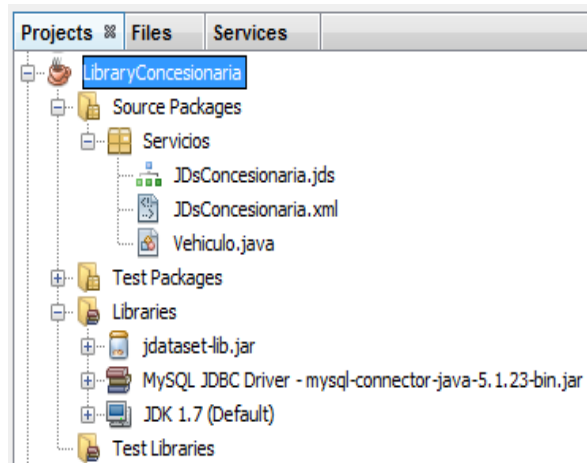 Projects Files Services
LibraryConcesionaria
Source Packages
Servicios
JDsConcesionaria.jds
JDsConcesionaria.xml
Vehiculo.java
Test Packages
Libraries
jdataset-lib.jar
MySQL JDBC Driver - mysql-connector-java-5.1.23-bin.jar
JDK 1.7 (Default)
Test Libraries